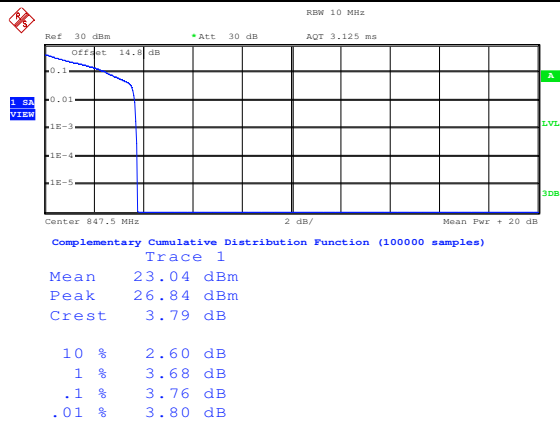 RBW 10 MHz
Ref 30 dBm *Att 30 dB AQT 3.125 ms
Offset 14.8 dB
0.1
A
0.01
1 SA
VIEW
1E-3
LVL
1E-4
1E-5
3DB
Center 847.5 MHz 2 dB/ Mean Pwr + 20 dB
Complementary Cumulative Distribution Function (100000 samples)
Trace 1
Mean 23.04 dBm
Peak 26.84 dBm
Crest 3.79 dB
10 % 2.60 dB
1 % 3.68 dB
.1 % 3.76 dB
.01 % 3.80 dB